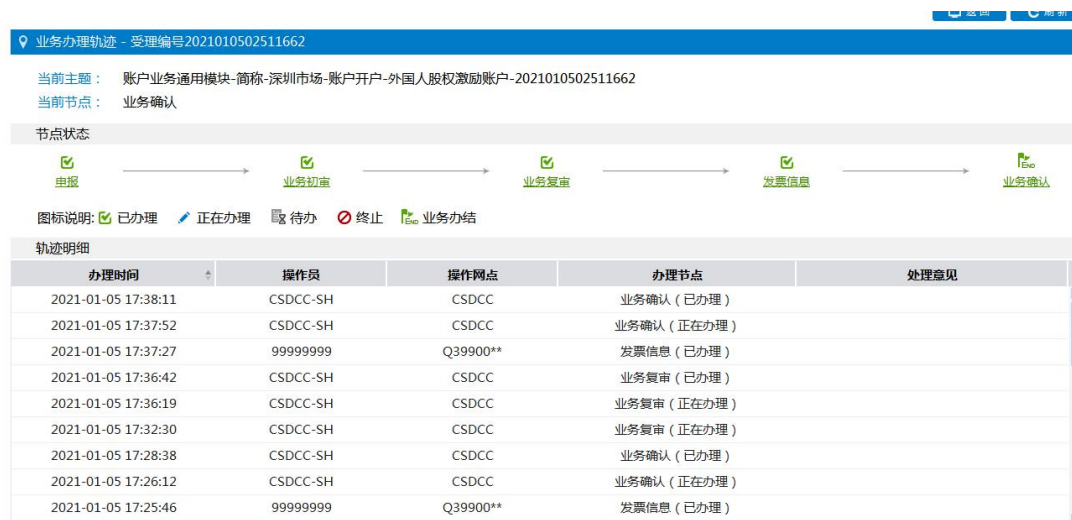 返回 刷新
业务办理轨迹 - 受理编号2021010502511662
当前主题： 账户业务通用模块-简称-深圳市场-账户开户-外国人股权激励账户-2021010502511662
当前节点： 业务确认
节点状态
申报 业务初审 业务复审 发票信息 END 业务确认
图标说明: 已办理 正在办理 待办 终止 END 业务办结
轨迹明细
办理时间 操作员 操作网点 办理节点 处理意见
2021-01-05 17:38:11 CSDCC-SH CSDCC 业务确认 ( 已办理 )
2021-01-05 17:37:52 CSDCC-SH CSDCC 业务确认 ( 正在办理 )
2021-01-05 17:37:27 99999999 Q39900** 发票信息 ( 已办理 )
2021-01-05 17:36:42 CSDCC-SH CSDCC 业务复审 ( 已办理 )
2021-01-05 17:36:19 CSDCC-SH CSDCC 业务复审 ( 正在办理 )
2021-01-05 17:32:30 CSDCC-SH CSDCC 业务复审 ( 正在办理 )
2021-01-05 17:28:38 CSDCC-SH CSDCC 业务确认 ( 已办理 )
2021-01-05 17:26:12 CSDCC-SH CSDCC 业务确认 ( 正在办理 )
2021-01-05 17:25:46 99999999 Q39900** 发票信息 ( 已办理 )